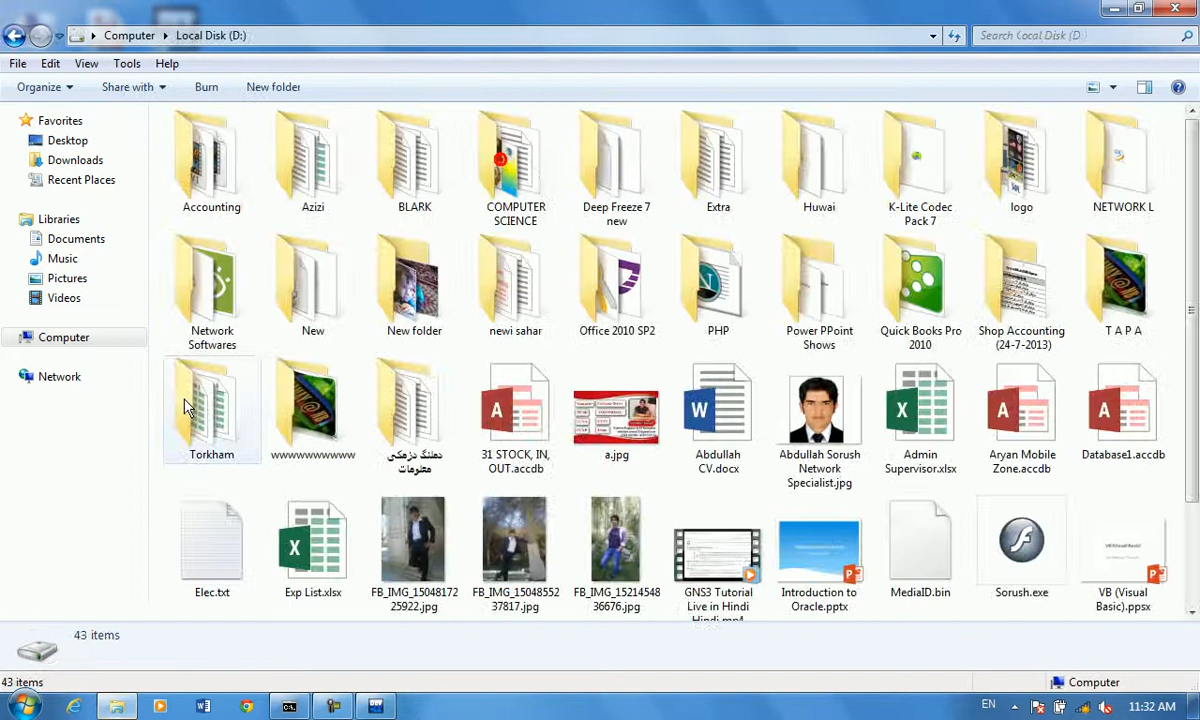 Computer Local Disk (D:)
Search Local Disk (D:)
File Edit View Tools Help
Organize Share with Burn New folder
Favorites
Desktop
Downloads
Recent Places
Libraries
Documents
Music
Pictures
Videos
Computer
Network
Accounting
Azizi
BLARK
COMPUTER
SCIENCE
Deep Freeze 7
new
Extra
Huwai
K-Lite Codec
Pack 7
logo
NETWORK L
Network
Softwares
New
New folder
newi sahar
Office 2010 SP2
PHP
Power PPoint
Shows
Quick Books Pro
2010
Shop Accounting
(24-7-2013)
T A P A
Torkham
wwwwwwwwwww
معلومات
31 STOCK, IN,
OUT.accdb
a.jpg
Abdullah
CV.docx
Abdullah Sorush
Network
Specialist.jpg
Admin
Supervisor.xlsx
Aryan Mobile
Zone.accdb
Database1.accdb
Elec.txt
Exp List.xlsx
FB_IMG_15048172
25922.jpg
FB_IMG_15048552
37817.jpg
FB_IMG_15214548
36676.jpg
GNS3 Tutorial
Live in Hindi
Hindi.mp4
Introduction to
Oracle.pptx
MediaID.bin
Sorush.exe
VB (Visual
Basic).ppsx
43 items
43 items
Computer
EN
11:32 AM